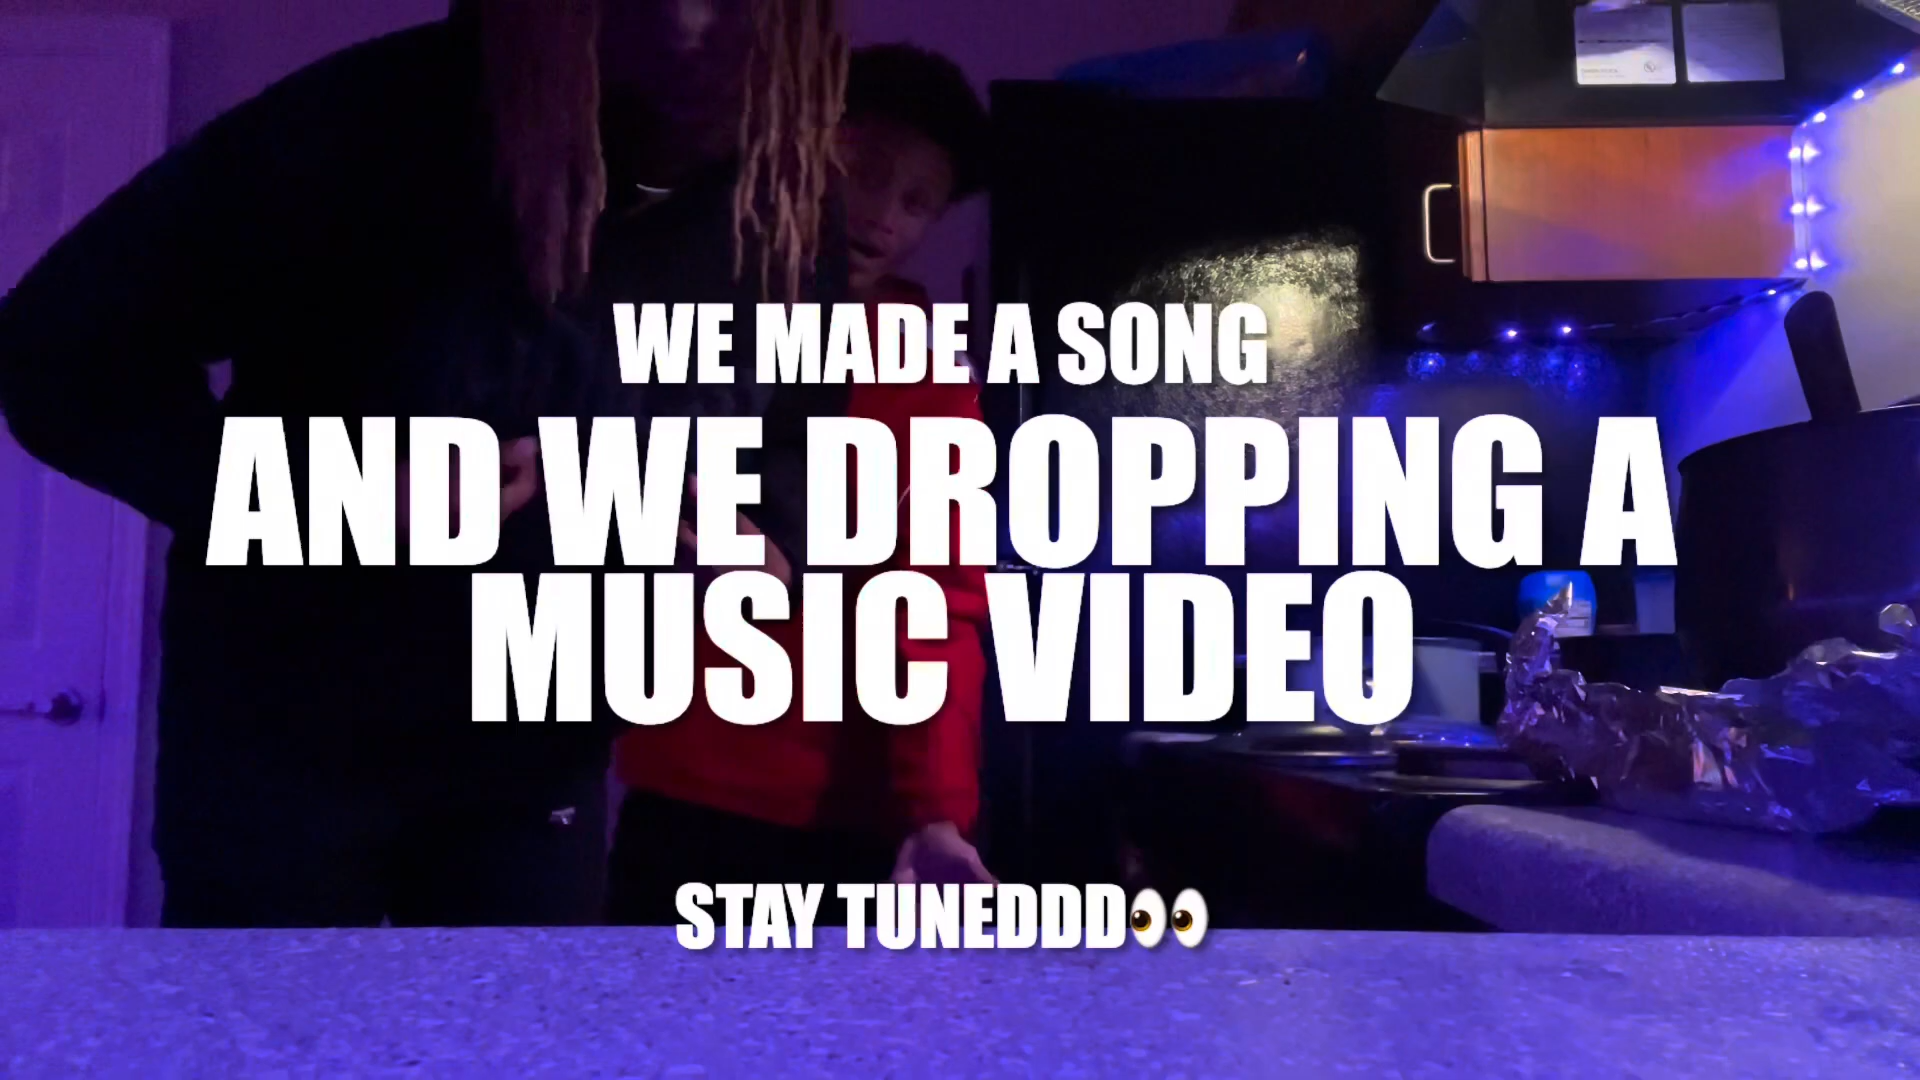 WE MADE A SONG
AND WE DROPPING A
MUSIC VIDEO
STAY TUNEDDD👀